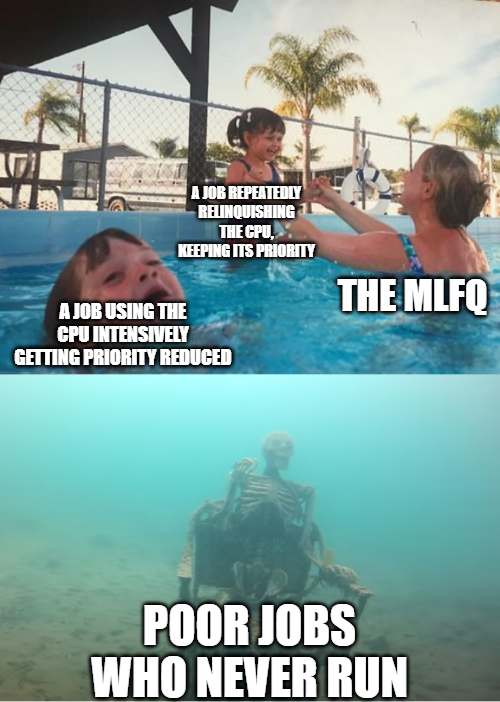 A JOB REPEATEDLY
RELINQUISHING
THE CPU,
KEEPING ITS PRIORITY
THE MLFQ
A JOB USING THE
CPU INTENSIVELY
GETTING PRIORITY REDUCED
POOR JOBS
WHO NEVER RUN